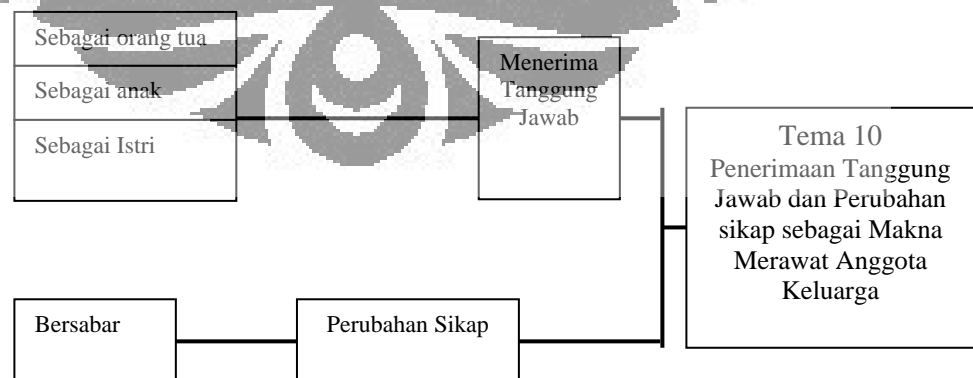 Sebagai orang tua
Sebagai anak
Sebagai Istri
Menerima
Tanggung
Jawab
Tema 10
Penerimaan Tanggung
Jawab dan Perubahan
sikap sebagai Makna
Merawat Anggota
Keluarga
Bersabar
Perubahan Sikap